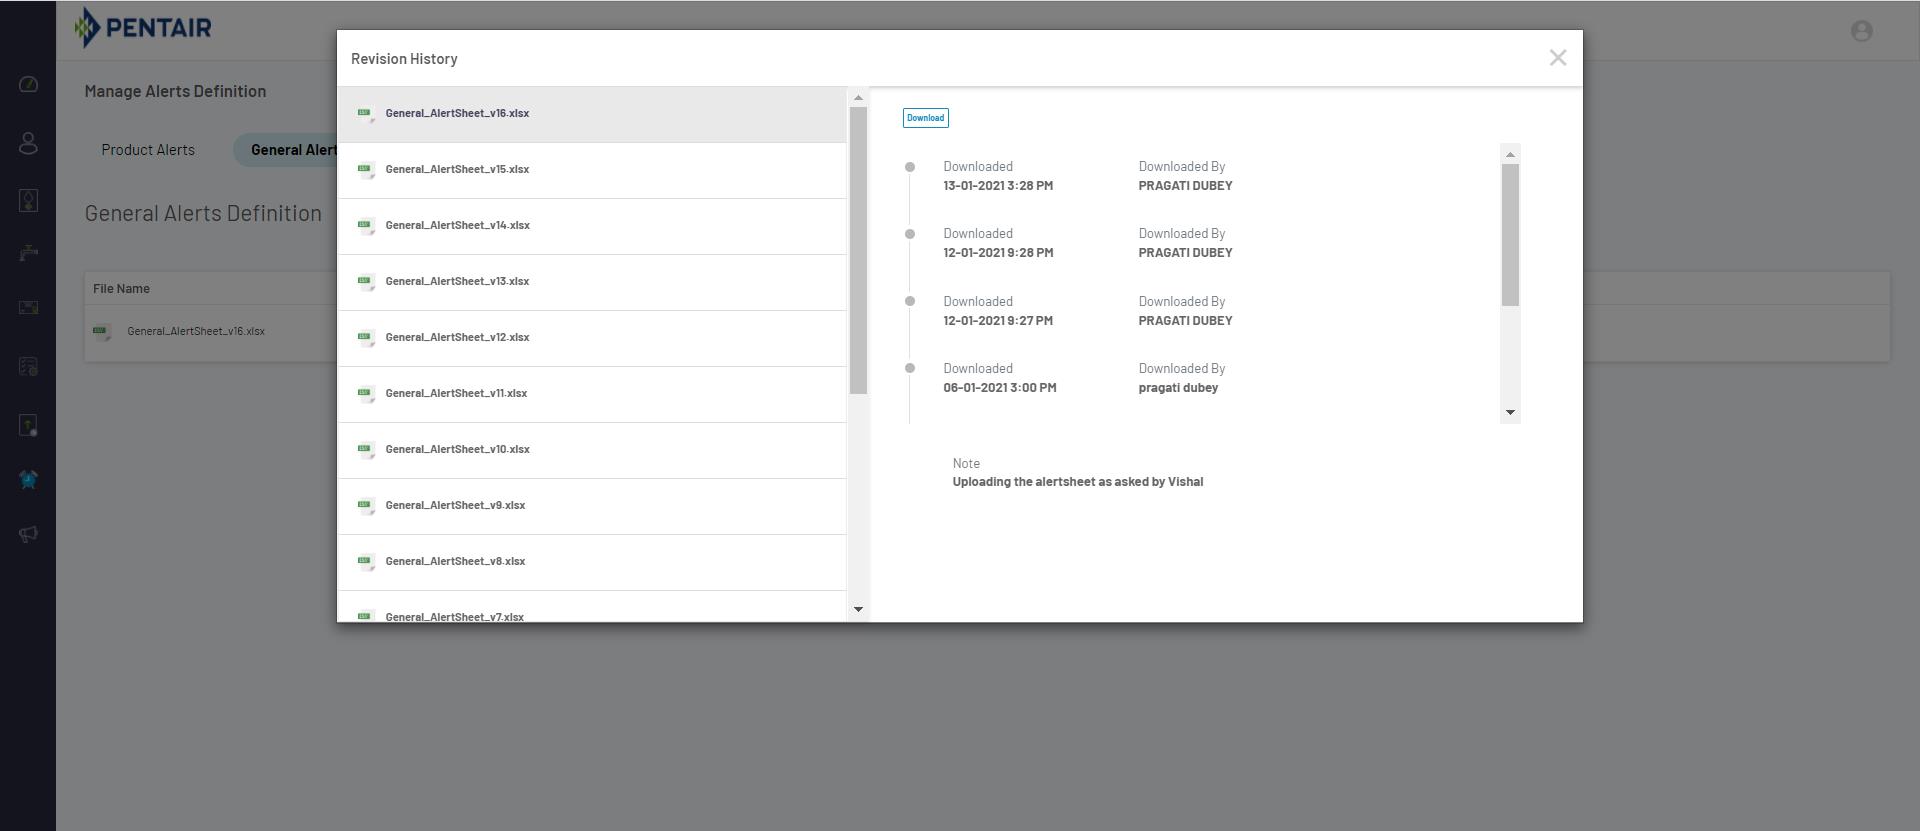 PENTAIR
Manage Alerts Definition
Product Alerts
General Alert
General Alerts Definition
File Name
General_AlertSheet_v16.xlsx
Revision History
General_AlertSheet_v16.xlsx
General_AlertSheet_v15.xlsx
General_AlertSheet_v14.xlsx
General_AlertSheet_v13.xlsx
General_AlertSheet_v12.xlsx
General_AlertSheet_v11.xlsx
General_AlertSheet_v10.xlsx
General_AlertSheet_v9.xlsx
General_AlertSheet_v8.xlsx
General_AlertSheet_v7.xlsx
Download
Downloaded Downloaded By
13-01-2021 3:28 PM PRAGATI DUBEY
Downloaded Downloaded By
12-01-2021 9:28 PM PRAGATI DUBEY
Downloaded Downloaded By
12-01-2021 9:27 PM PRAGATI DUBEY
Downloaded Downloaded By
06-01-2021 3:00 PM pragati dubey
Note
Uploading the alertsheet as asked by Vishal